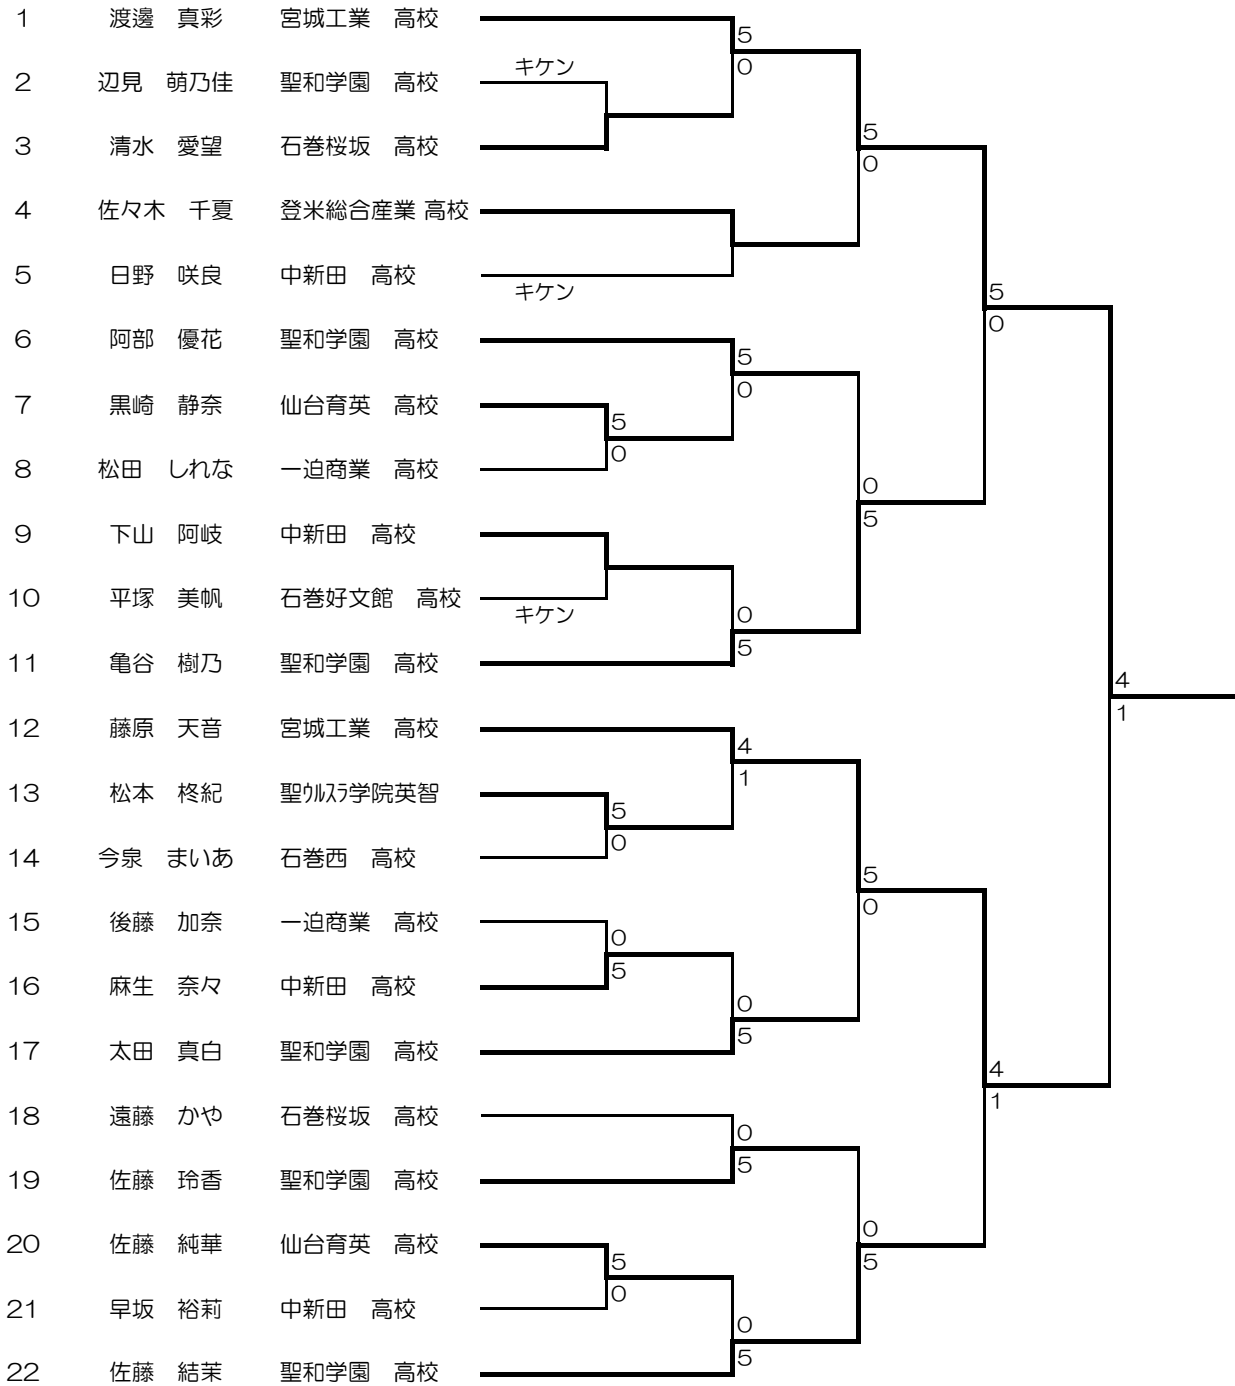 1 渡邊　真彩 宮城工業　高校
5
キケン
0
2 辺見　萌乃佳 聖和学園　高校
5
3 清水　愛望 石巻桜坂　高校
0
4 佐々木　千夏 登米総合産業 高校
5 日野　咲良 中新田　高校
キケン
5
0
6 阿部　優花 聖和学園　高校
5
0
7 黒崎　静奈 仙台育英　高校
5
0
8 松田　しれな 一迫商業　高校
0
5
9 下山　阿岐 中新田　高校
10 平塚　美帆 石巻好文館　高校
キケン
0
5
11 亀谷　樹乃 聖和学園　高校
4
1
12 藤原　天音 宮城工業　高校
4
1
13 松本　柊紀 聖ｳﾙｽﾗ学院英智
5
0
14 今泉　まいあ 石巻西　高校
5
0
15 後藤　加奈 一迫商業　高校
0
5
16 麻生　奈々 中新田　高校
0
5
17 太田　真白 聖和学園　高校
4
1
18 遠藤　かや 石巻桜坂　高校
0
5
19 佐藤　玲香 聖和学園　高校
0
5
20 佐藤　純華 仙台育英　高校
5
0
21 早坂　裕莉 中新田　高校
0
5
22 佐藤　結茉 聖和学園　高校